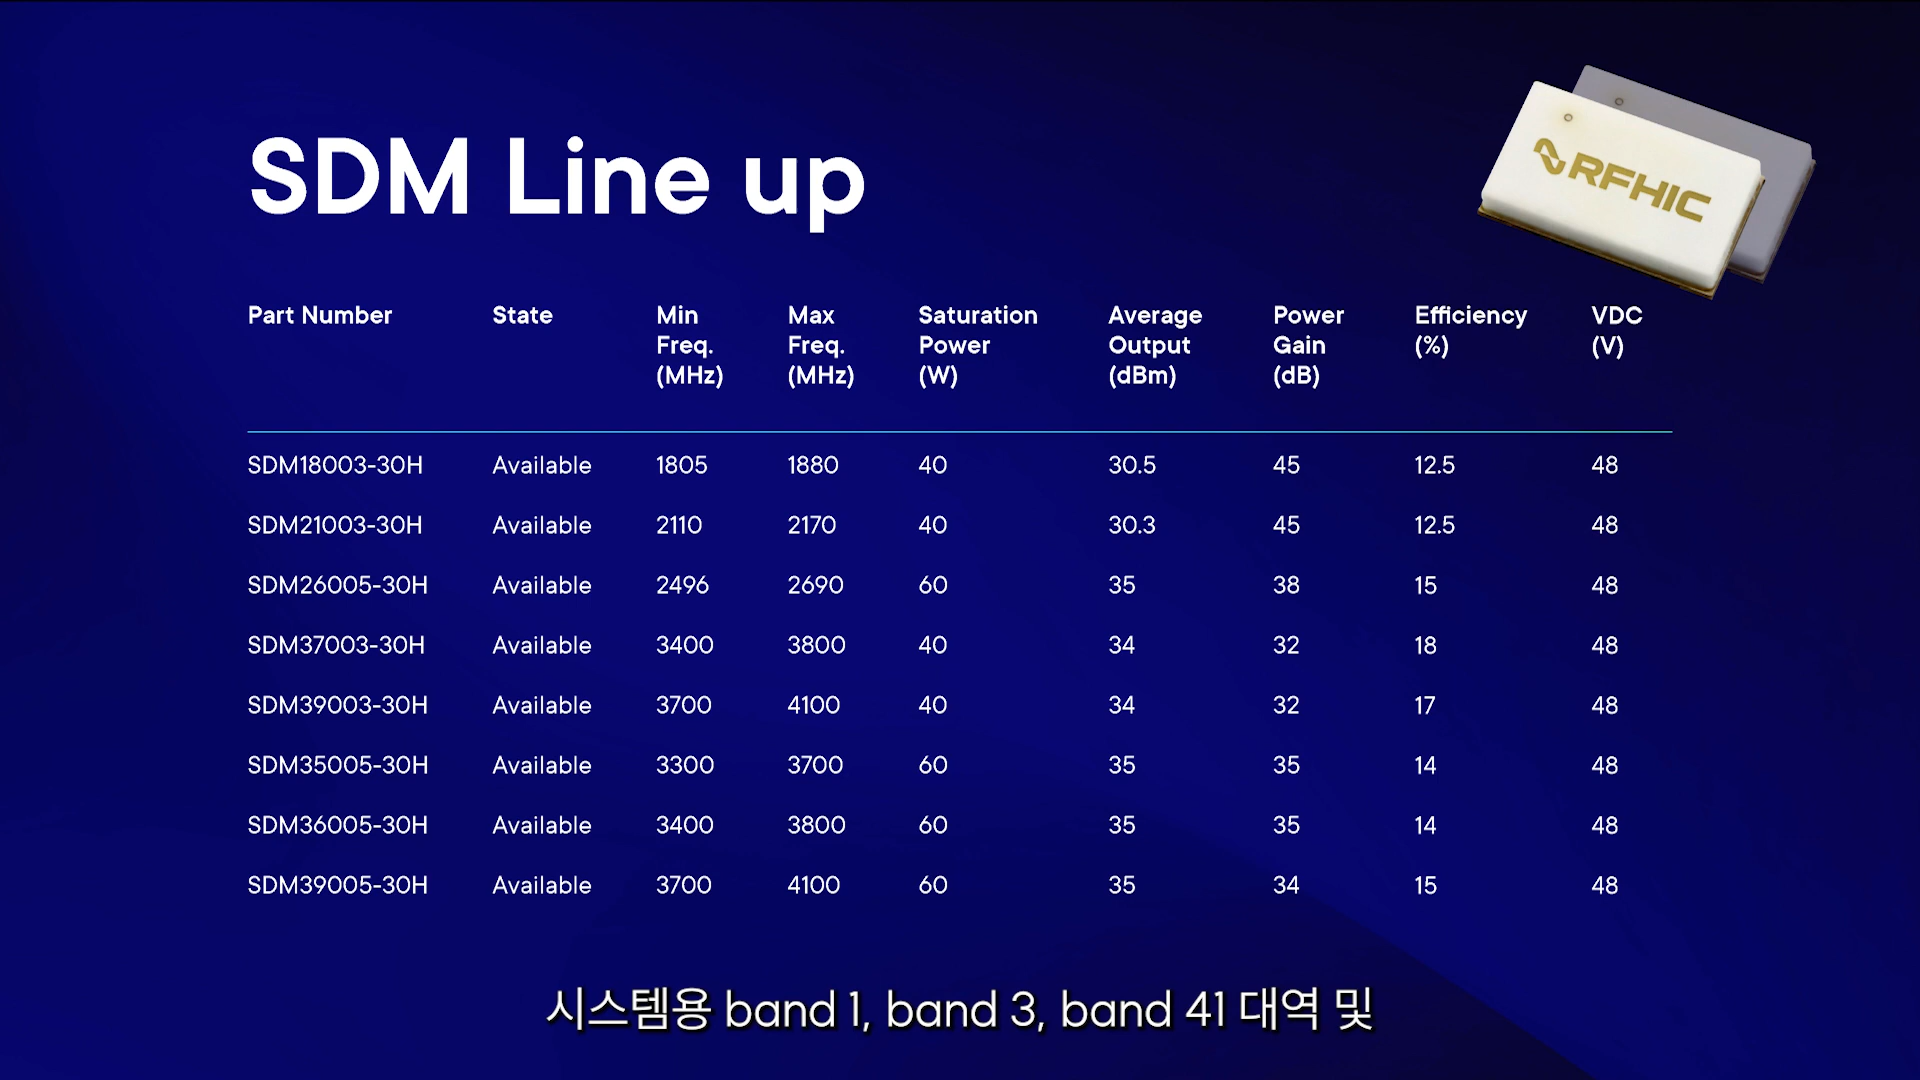 SDM Line up
RFHIC
Part Number State Min Freq. (MHz) Max Freq. (MHz) Saturation Power (W) Average Output (dBm) Power Gain (dB) Efficiency (%) VDC (V)
SDM18003-30H Available 1805 1880 40 30.5 45 12.5 48
SDM21003-30H Available 2110 2170 40 30.3 45 12.5 48
SDM26005-30H Available 2496 2690 60 35 38 15 48
SDM37003-30H Available 3400 3800 40 34 32 18 48
SDM39003-30H Available 3700 4100 40 34 32 17 48
SDM35005-30H Available 3300 3700 60 35 35 14 48
SDM36005-30H Available 3400 3800 60 35 35 14 48
SDM39005-30H Available 3700 4100 60 35 34 15 48
시스템용 band 1, band 3, band 41 대역 및